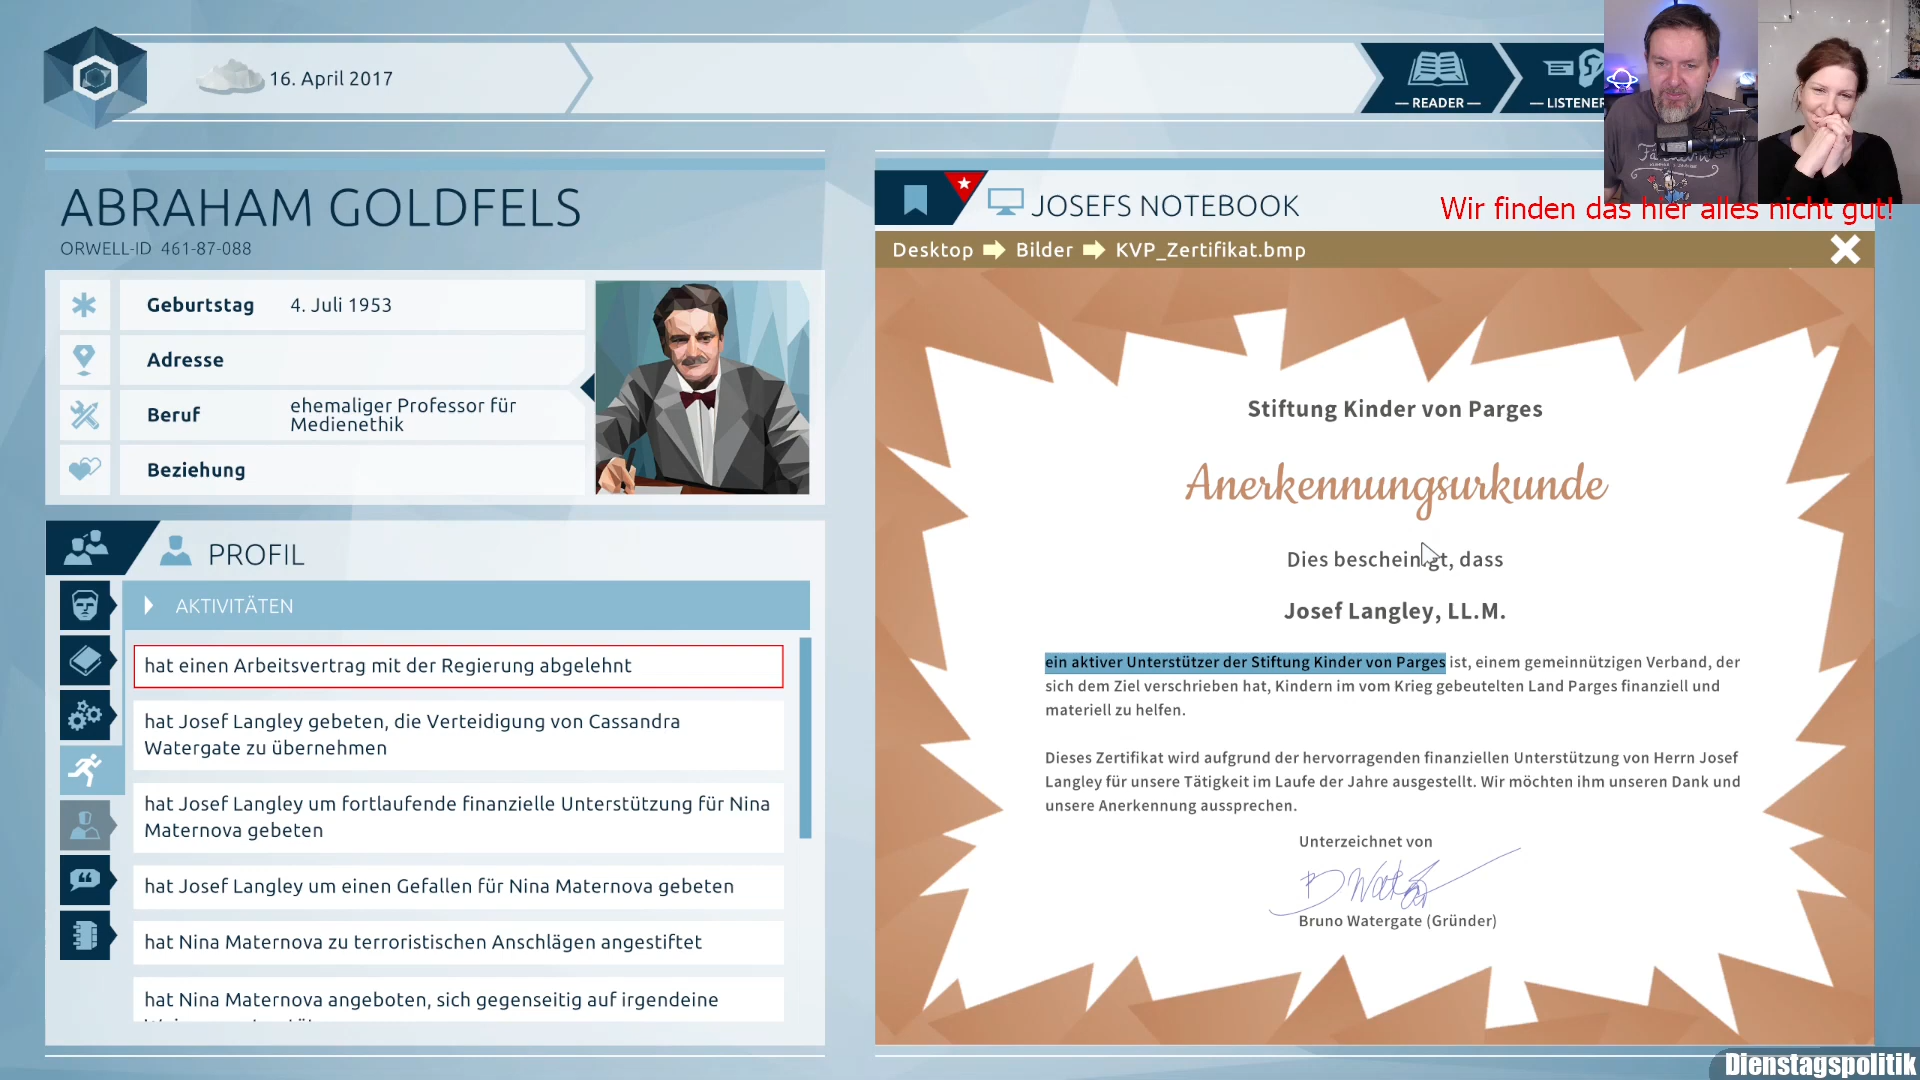 16. April 2017
READER
LISTENER
Wir finden das hier alles nicht gut!
ABRAHAM GOLDFELS
ORWELL-ID 461-87-088
Geburtstag 4. Juli 1953
Adresse
Beruf ehemaliger Professor für
Medienethik
Beziehung
PROFIL
AKTIVITÄTEN
hat einen Arbeitsvertrag mit der Regierung abgelehnt
hat Josef Langley gebeten, die Verteidigung von Cassandra
Watergate zu übernehmen
hat Josef Langley um fortlaufende finanzielle Unterstützung für Nina
Maternova gebeten
hat Josef Langley um einen Gefallen für Nina Maternova gebeten
hat Nina Maternova zu terroristischen Anschlägen angestiftet
hat Nina Maternova angeboten, sich gegenseitig auf irgendeine
JOSEFS NOTEBOOK
Desktop Bilder KVP_Zertifikat.bmp
Stiftung Kinder von Parges
Anerkennungsurkunde
Dies bescheinigt, dass
Josef Langley, LL.M.
ein aktiver Unterstützer der Stiftung Kinder von Parges ist, einem gemeinnützigen Verband, der
sich dem Ziel verschrieben hat, Kindern im vom Krieg gebeutelten Land Parges finanziell und
materiell zu helfen.
Dieses Zertifikat wird aufgrund der hervorragenden finanziellen Unterstützung von Herrn Josef
Langley für unsere Tätigkeit im Laufe der Jahre ausgestellt. Wir möchten ihm unseren Dank und
unsere Anerkennung aussprechen.
Unterzeichnet von
Bruno Watergate (Gründer)
Dienstagspolitik